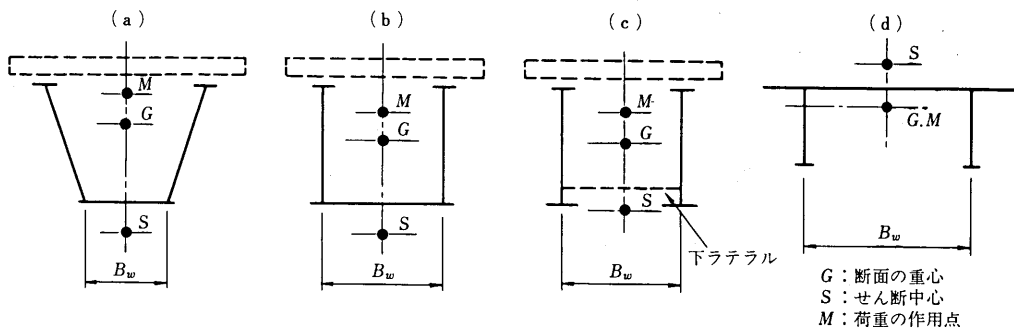 (a)
M
G
S
B_w
(b)
M
G
S
B_w
(c)
M
G
S
下ラテラル
B_w
(d)
S
G.M
B_w
G：断面の重心
S：せん断中心
M：荷重の作用点